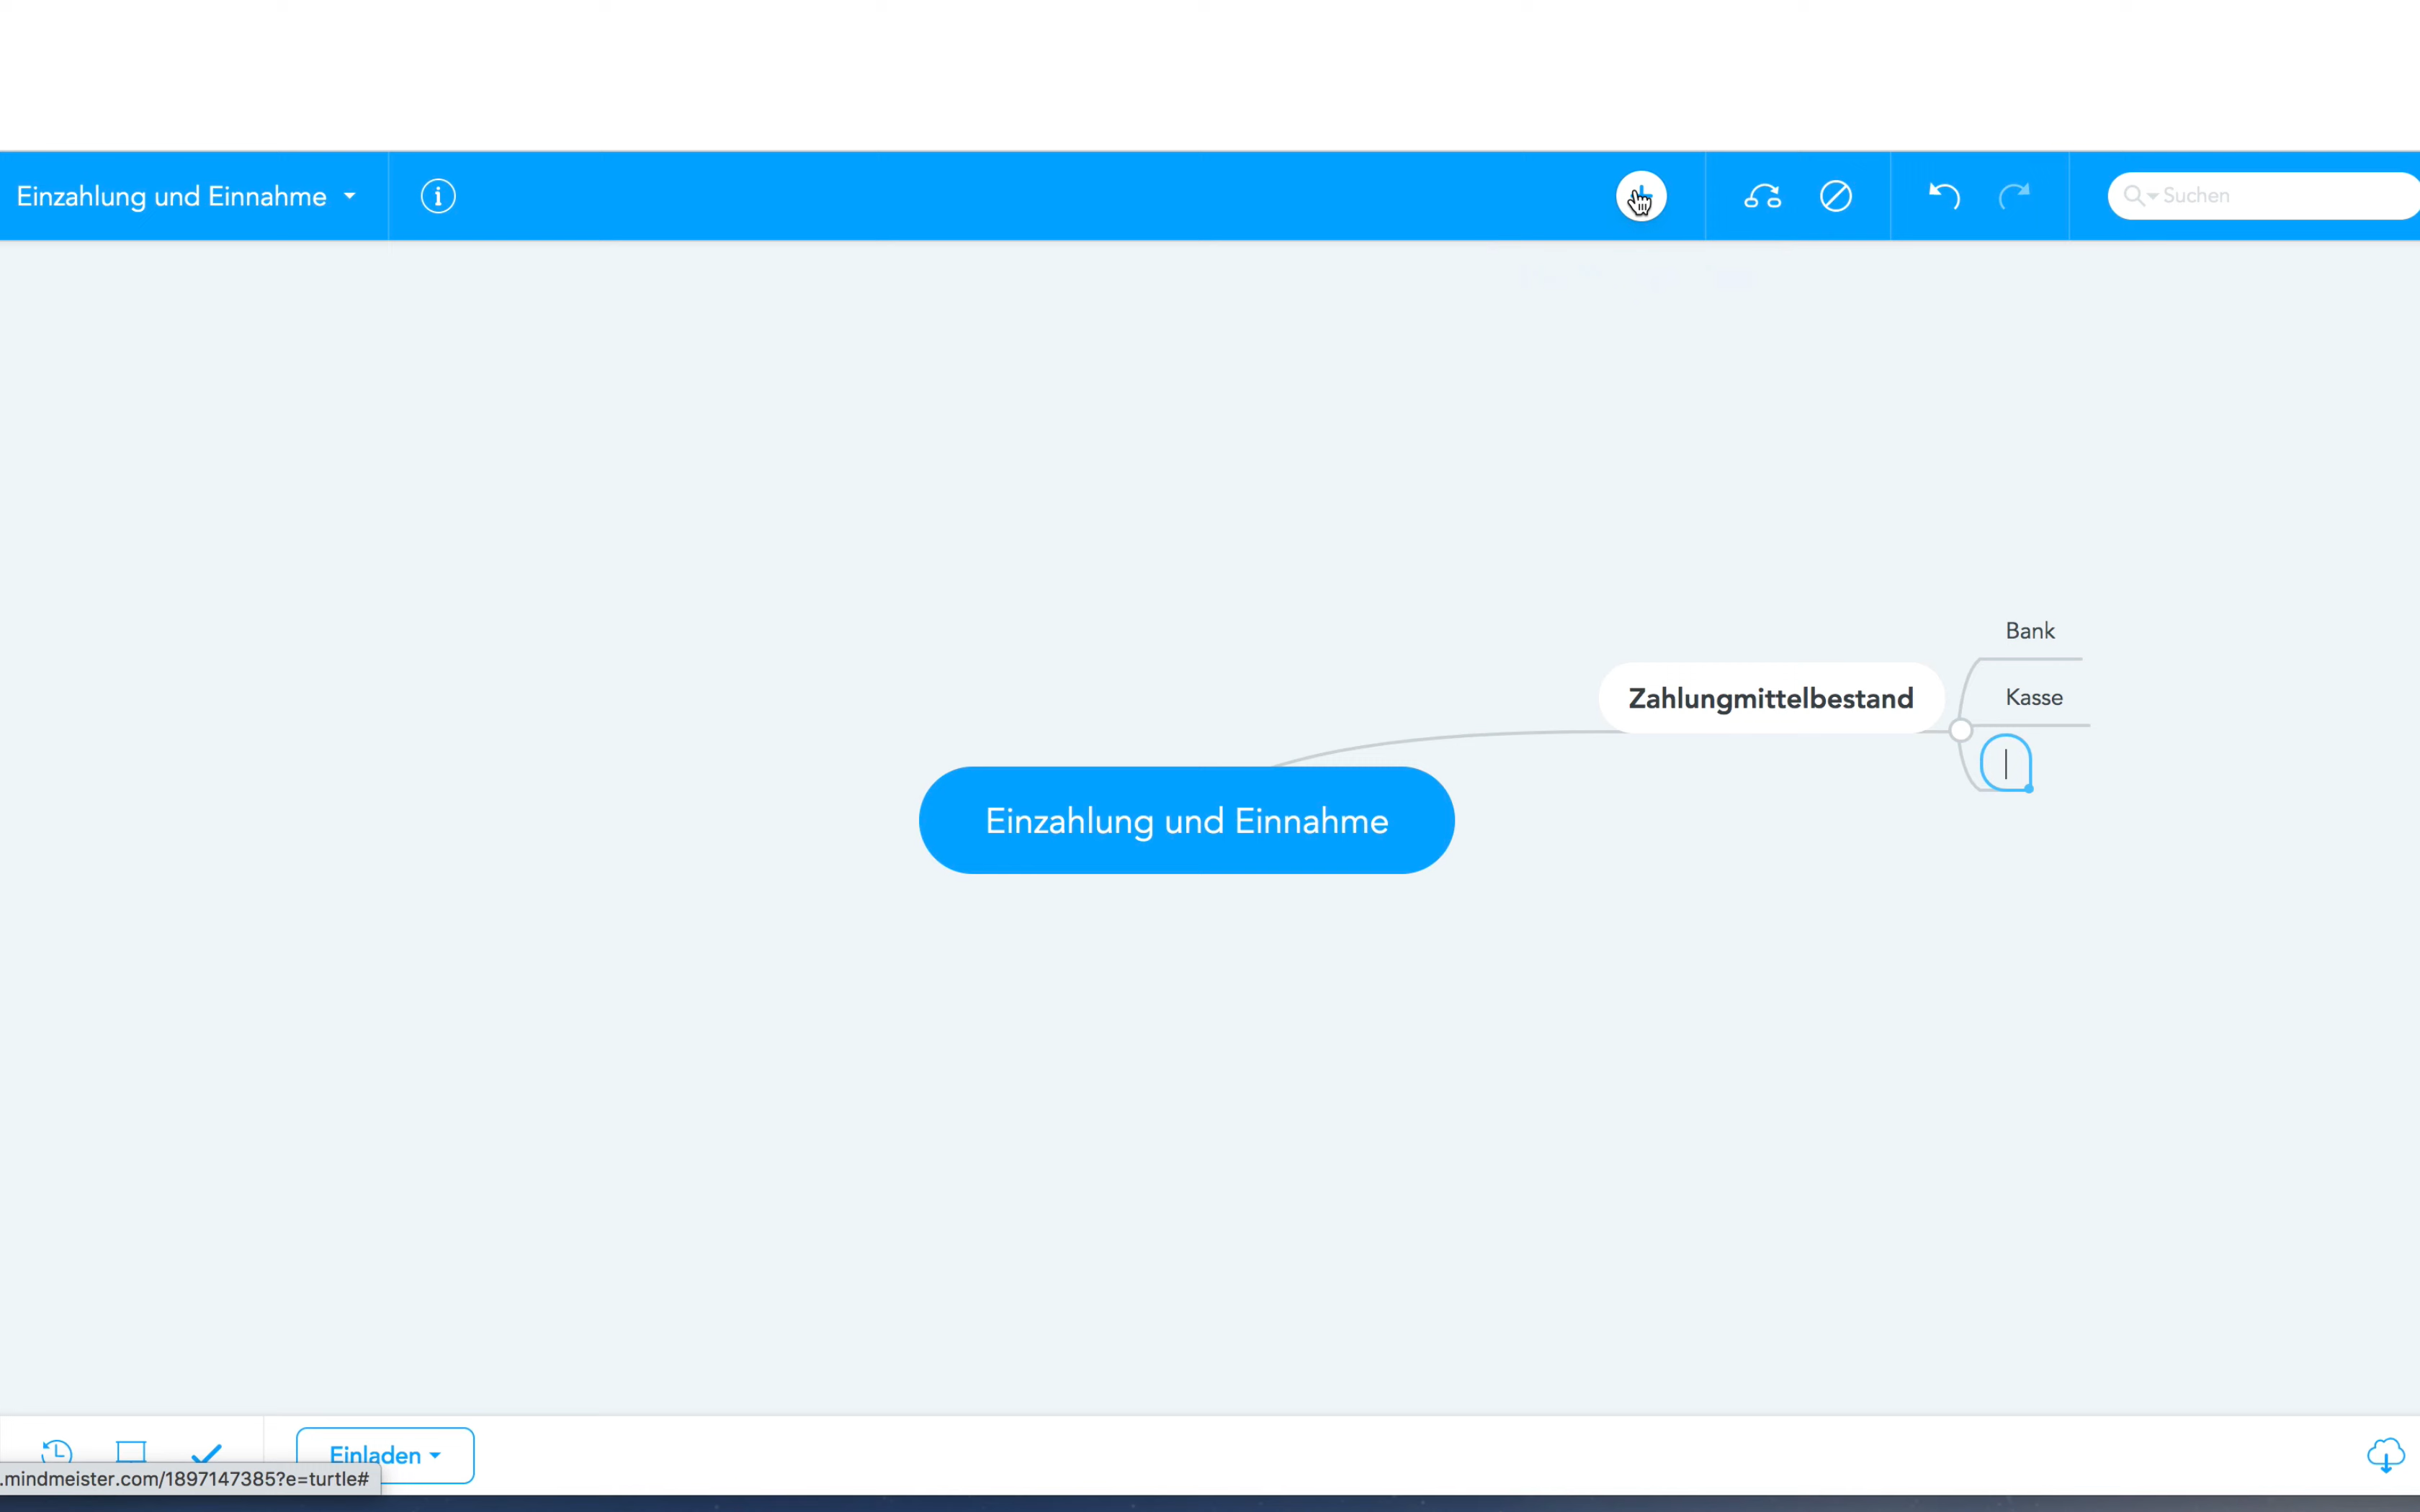 Einzahlung und Einnahme
Suchen
Bank
Zahlungmittelbestand
Kasse
Einzahlung und Einnahme
Einladen
.mindmeister.com/1897147385?e=turtle#